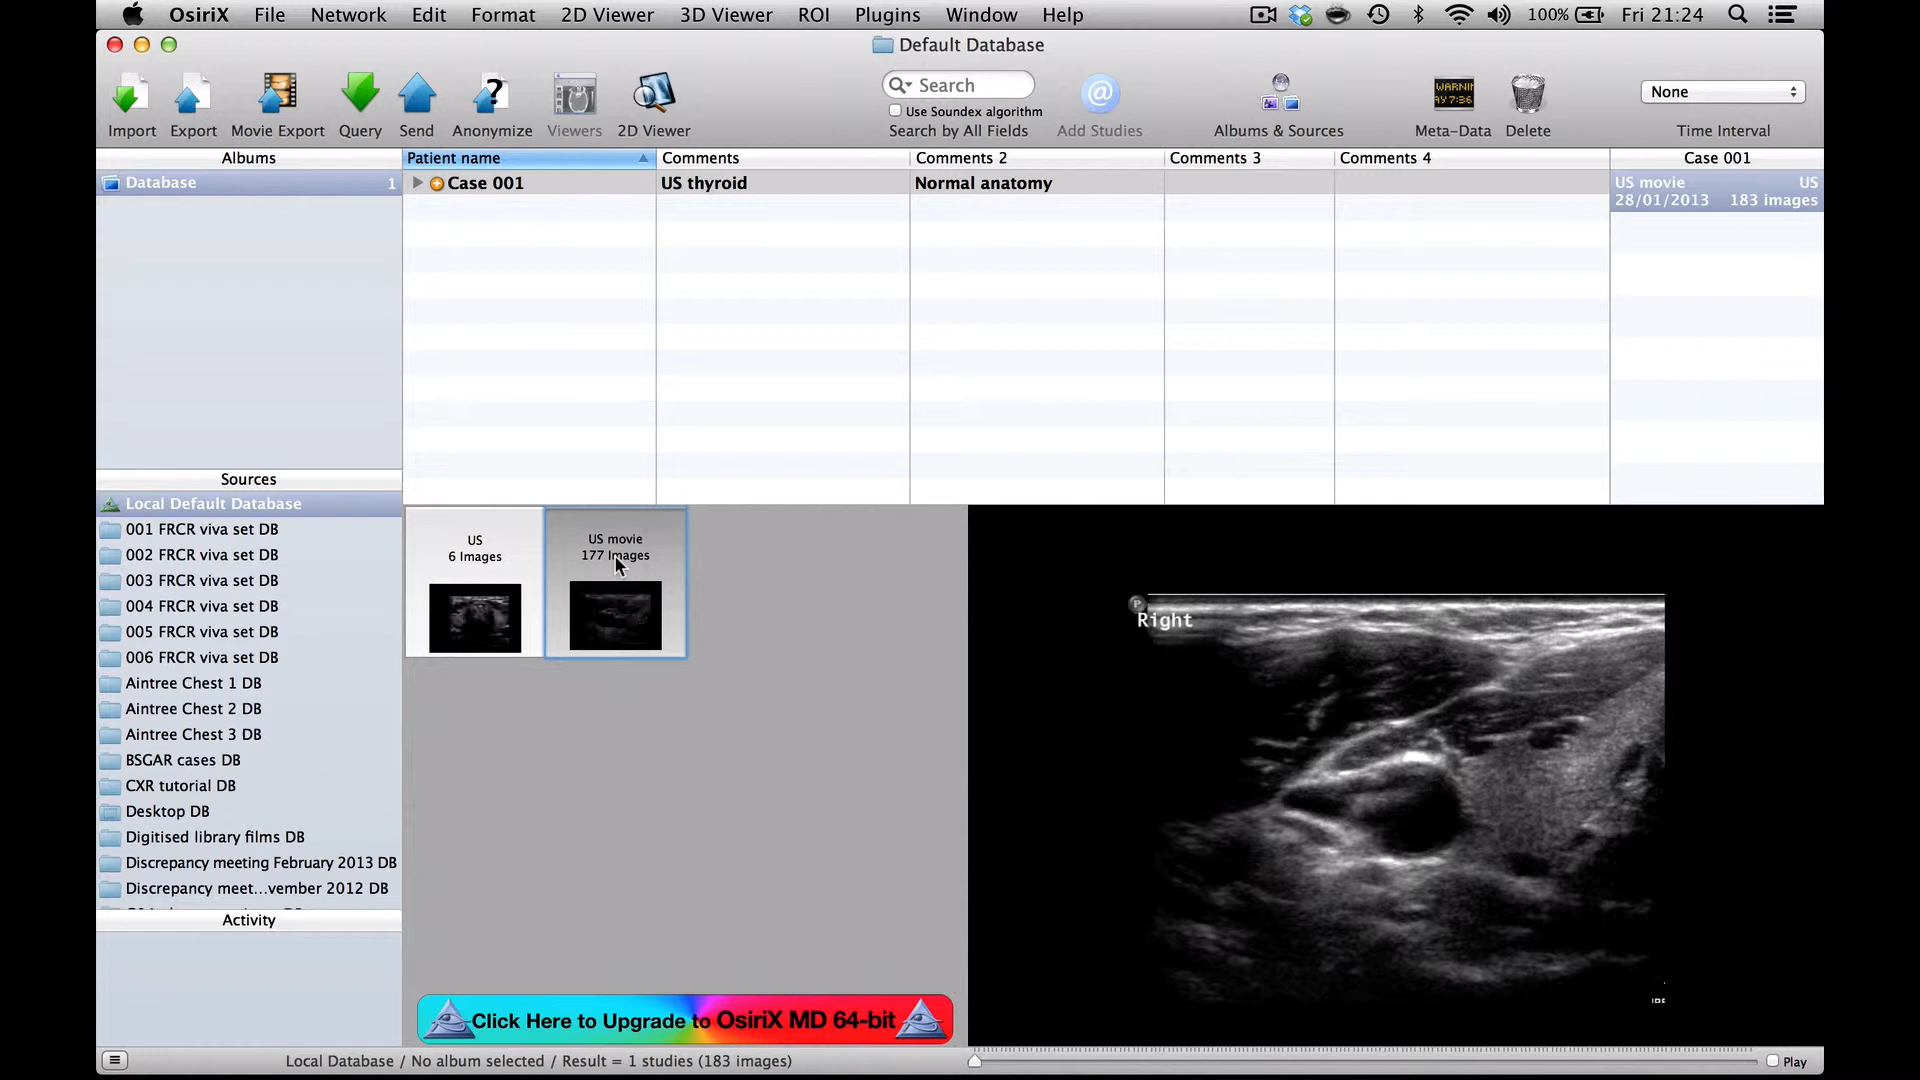 OsiriX File Network Edit Format 2D Viewer 3D Viewer ROI Plugins Window Help 100% Fri 21:24
Default Database
Search
Use Soundex algorithm
None
Import Export Movie Export Query Send Anonymize Viewers 2D Viewer Search by All Fields Add Studies Albums & Sources Meta-Data Delete Time Interval
Albums Patient name Comments Comments 2 Comments 3 Comments 4 Case 001
Database 1 Case 001 US thyroid Normal anatomy US movie US
28/01/2013 183 images
Sources
Local Default Database
001 FRCR viva set DB
002 FRCR viva set DB
003 FRCR viva set DB
004 FRCR viva set DB
005 FRCR viva set DB
006 FRCR viva set DB
Aintree Chest 1 DB
Aintree Chest 2 DB
Aintree Chest 3 DB
BSGAR cases DB
CXR tutorial DB
Desktop DB
Digitised library films DB
Discrepancy meeting February 2013 DB
Discrepancy meet...vember 2012 DB
Activity
US
6 Images
US movie
177 Images
P
Right
Click Here to Upgrade to OsiriX MD 64-bit
Local Database / No album selected / Result = 1 studies (183 images)
Play